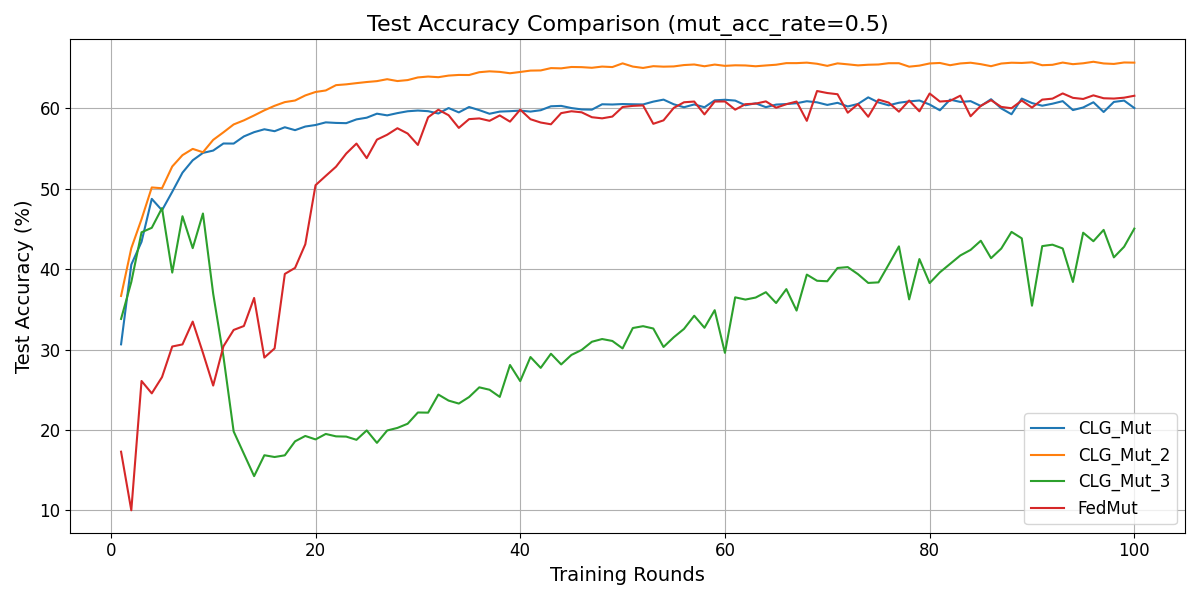 Test Accuracy Comparison (mut_acc_rate=0.5)
Test Accuracy (%)
60
50
40
30
20
10
0 20 40 60 80 100
Training Rounds
CLG_Mut
CLG_Mut_2
CLG_Mut_3
FedMut